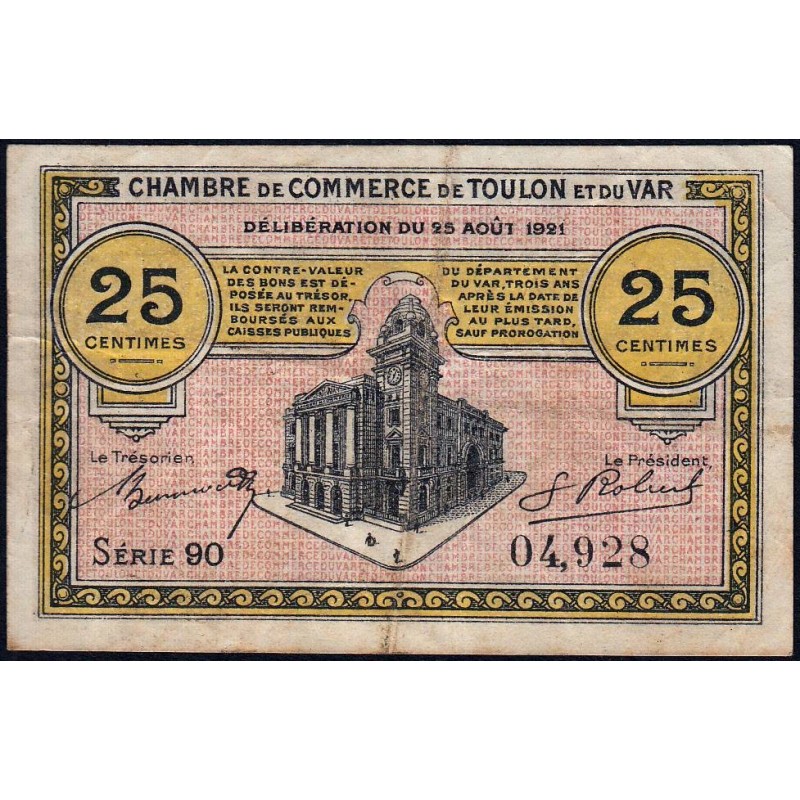 CHAMBRE DE COMMERCE DE TOULON ET DU VAR
DÉLIBÉRATION DU 25 AOÛT 1921
25
CENTIMES
LA CONTRE-VALEUR
DES BONS EST DÉ-
POSÉE AU TRÉSOR,
ILS SERONT REM-
BOURSÉS AUX
CAISSES PUBLIQUES
DU DÉPARTEMENT
DU VAR, TROIS ANS
APRÈS LA DATE DE
LEUR ÉMISSION
AU PLUS TARD,
SAUF PROROGATION
25
CENTIMES
Le Trésorier,
Le Président,
S Robert
SÉRIE 90
04,928